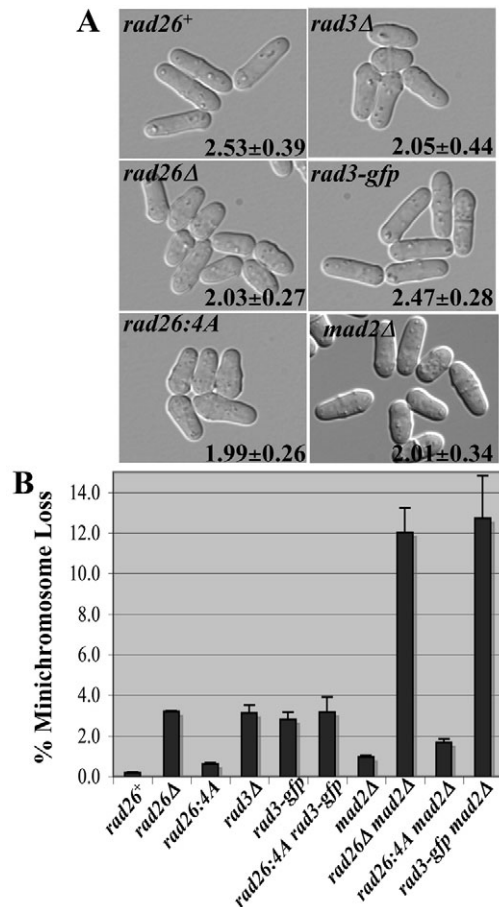 A
rad26+
2.53±0.39
rad3Δ
2.05±0.44
rad26Δ
2.03±0.27
rad3-gfp
2.47±0.28
rad26:4A
1.99±0.26
mad2Δ
2.01±0.34
B
% Minichromosome Loss
14.0
12.0
10.0
8.0
6.0
4.0
2.0
0.0
rad26+
rad26Δ
rad26:4A
rad3Δ
rad3-gfp
rad26:4A rad3-gfp
mad2Δ
rad26Δ mad2Δ
rad26:4A mad2Δ
rad3-gfp mad2Δ